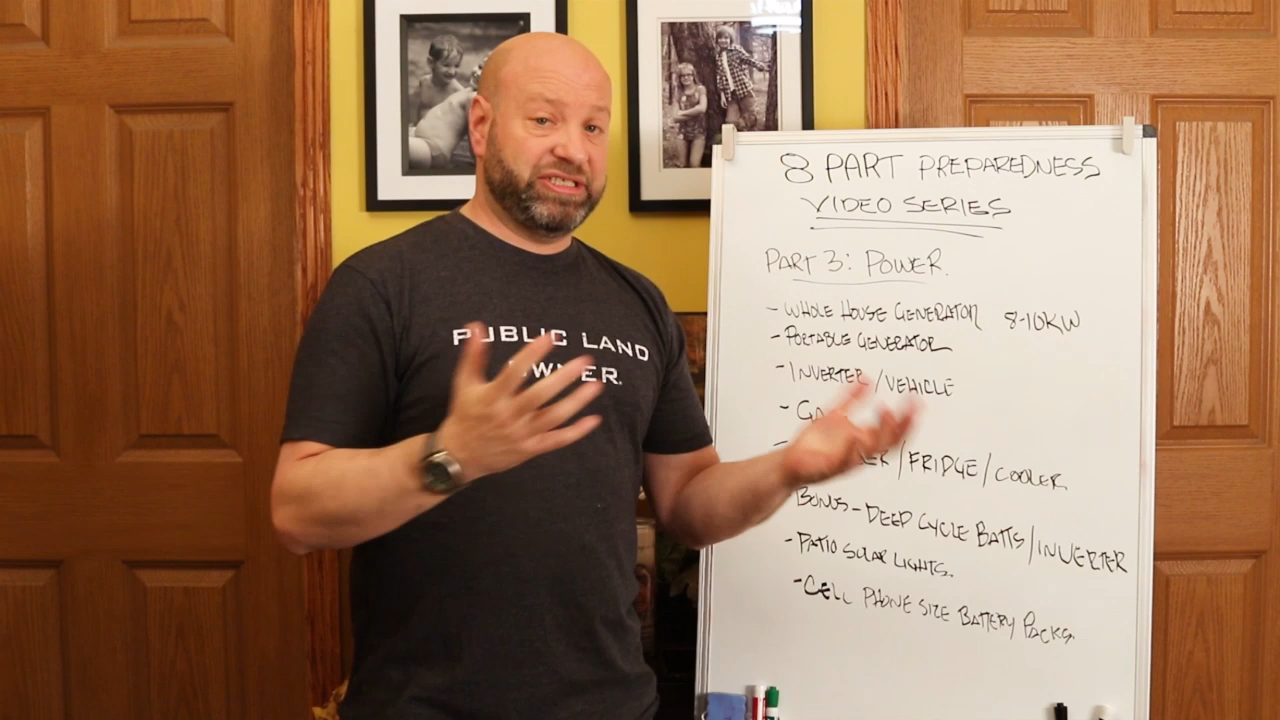 PUBLIC LAND
OWNER.
8 PART PREPAREDNESS
VIDEO SERIES
PART 3: POWER.
- WHOLE HOUSE GENERATOR 8-10KW
- PORTABLE GENERATOR
- INVERTER /VEHICLE
-
- /FRIDGE/COOLER
BONUS - DEEP CYCLE BATTS/INVERTER
- PATIO SOLAR LIGHTS.
- CELL PHONE SIZE BATTERY PACKS.